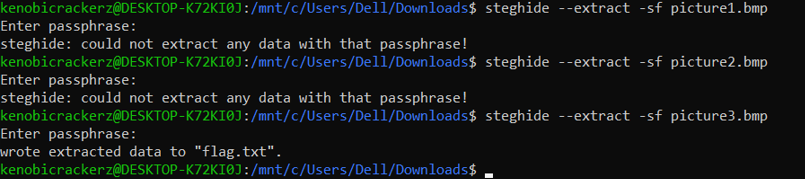 kenobicrackerz@DESKTOP-K72KI0J:/mnt/c/Users/Dell/Downloads$ steghide --extract -sf picture1.bmp
Enter passphrase:
steghide: could not extract any data with that passphrase!
kenobicrackerz@DESKTOP-K72KI0J:/mnt/c/Users/Dell/Downloads$ steghide --extract -sf picture2.bmp
Enter passphrase:
steghide: could not extract any data with that passphrase!
kenobicrackerz@DESKTOP-K72KI0J:/mnt/c/Users/Dell/Downloads$ steghide --extract -sf picture3.bmp
Enter passphrase:
wrote extracted data to "flag.txt".
kenobicrackerz@DESKTOP-K72KI0J:/mnt/c/Users/Dell/Downloads$